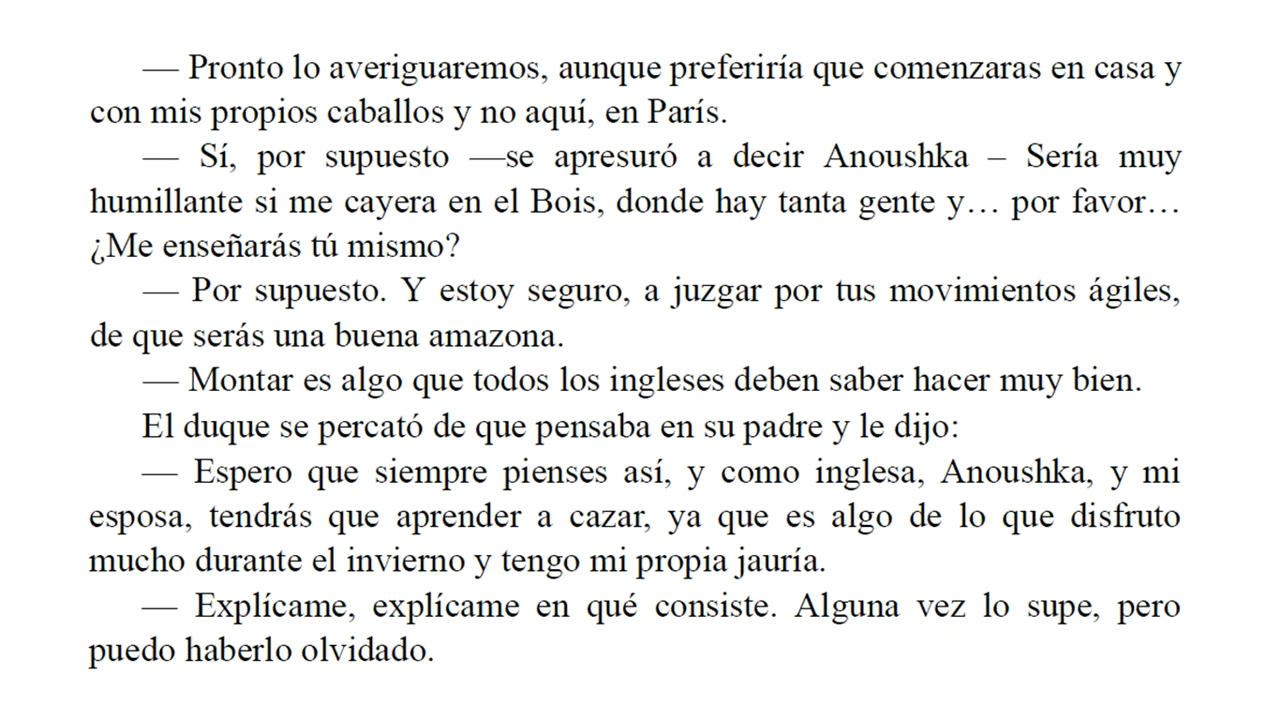 — Pronto lo averiguaremos, aunque preferiría que comenzaras en casa y
con mis propios caballos y no aquí, en París.
— Sí, por supuesto —se apresuró a decir Anoushka – Sería muy
humillante si me cayera en el Bois, donde hay tanta gente y… por favor…
¿Me enseñarás tú mismo?
— Por supuesto. Y estoy seguro, a juzgar por tus movimientos ágiles,
de que serás una buena amazona.
— Montar es algo que todos los ingleses deben saber hacer muy bien.
El duque se percató de que pensaba en su padre y le dijo:
— Espero que siempre pienses así, y como inglesa, Anoushka, y mi
esposa, tendrás que aprender a cazar, ya que es algo de lo que disfruto
mucho durante el invierno y tengo mi propia jauría.
— Explícame, explícame en qué consiste. Alguna vez lo supe, pero
puedo haberlo olvidado.